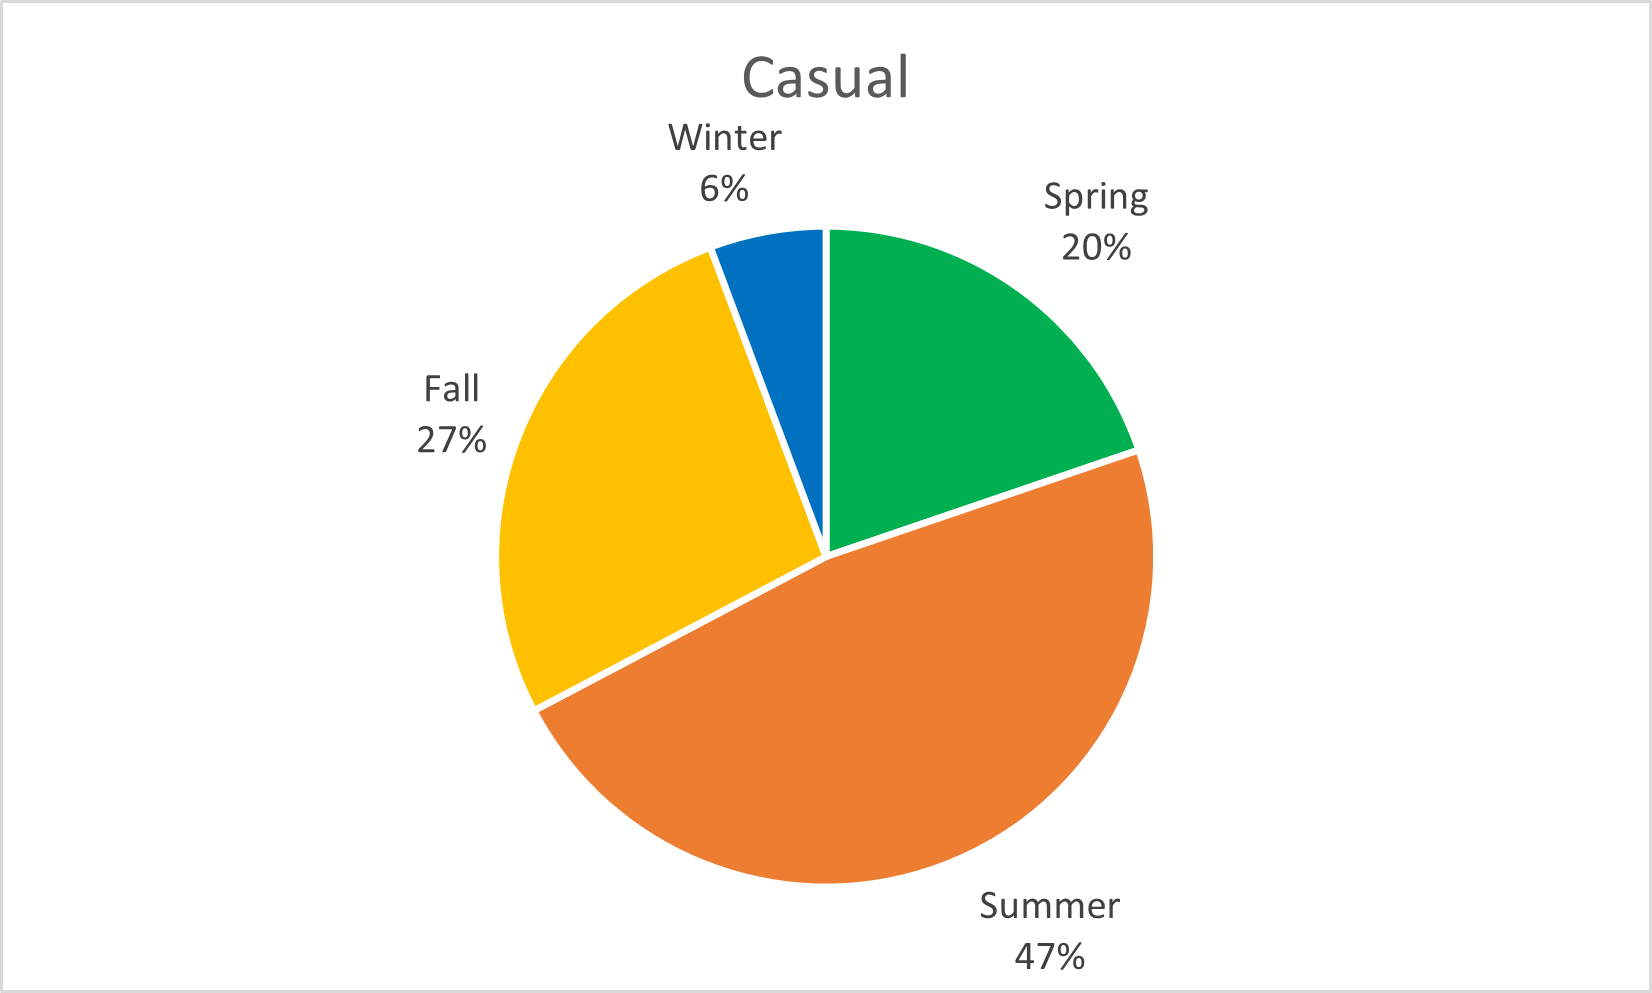 Casual
Winter
6%
Spring
20%
Fall
27%
Summer
47%